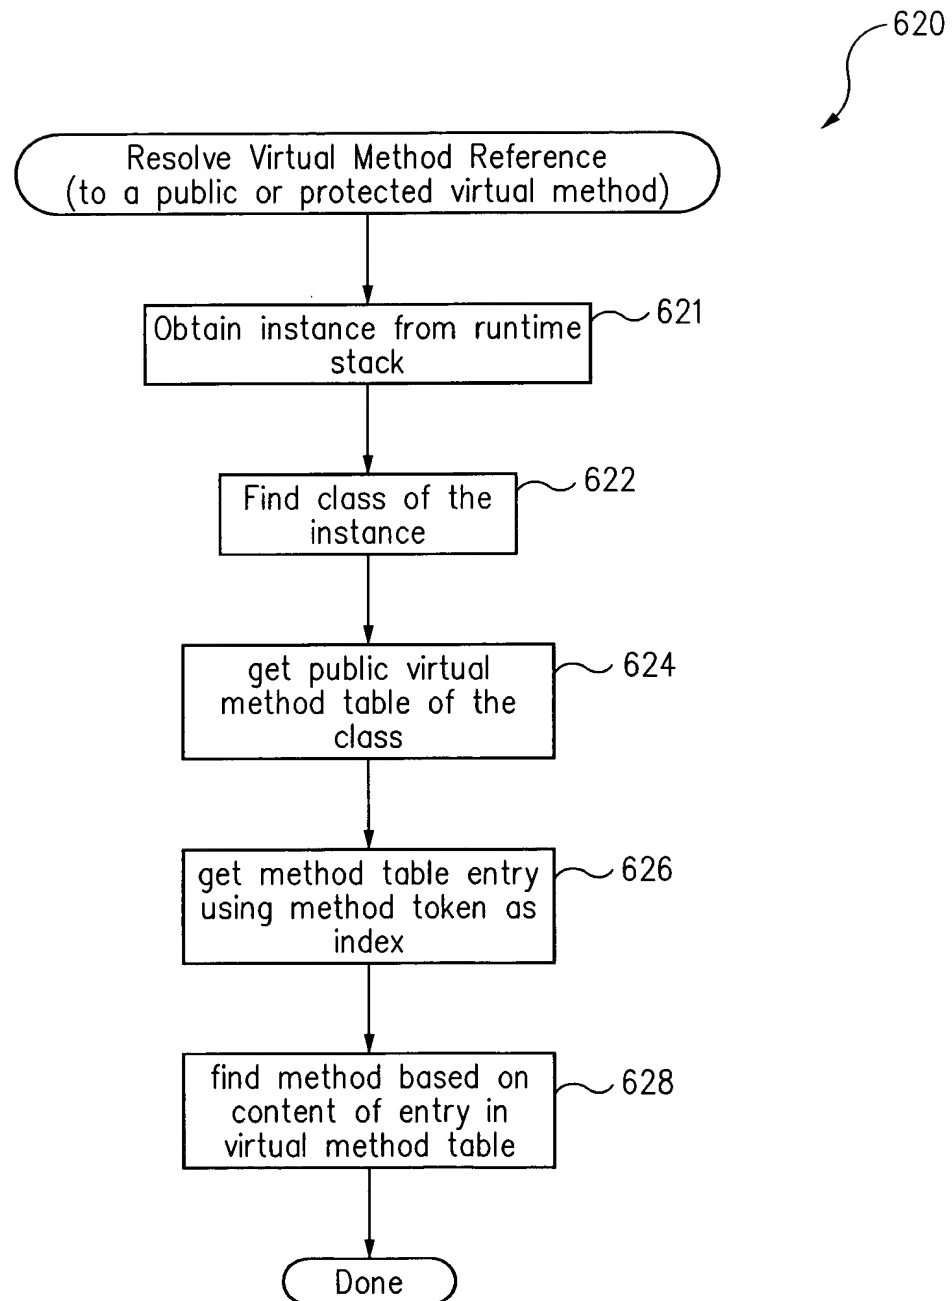 620
Resolve Virtual Method Reference
(to a public or protected virtual method)
Obtain instance from runtime
stack
621
Find class of the
instance
622
get public virtual
method table of the
class
624
get method table entry
using method token as
index
626
find method based on
content of entry in
virtual method table
628
Done